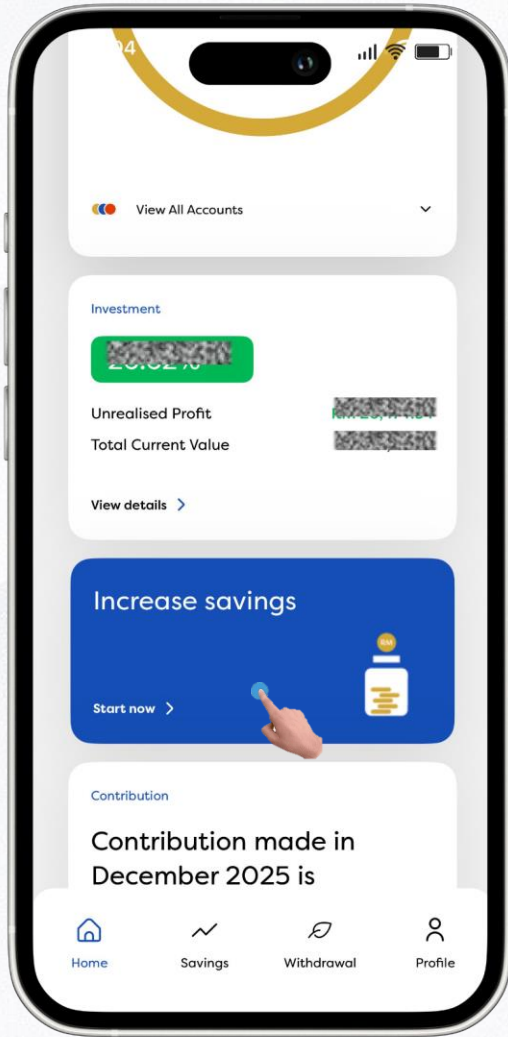 View All Accounts
Investment
Unrealised Profit
Total Current Value
View details
Increase savings
RM
Start now
Contribution
Contribution made in
December 2025 is
Home Savings Withdrawal Profile